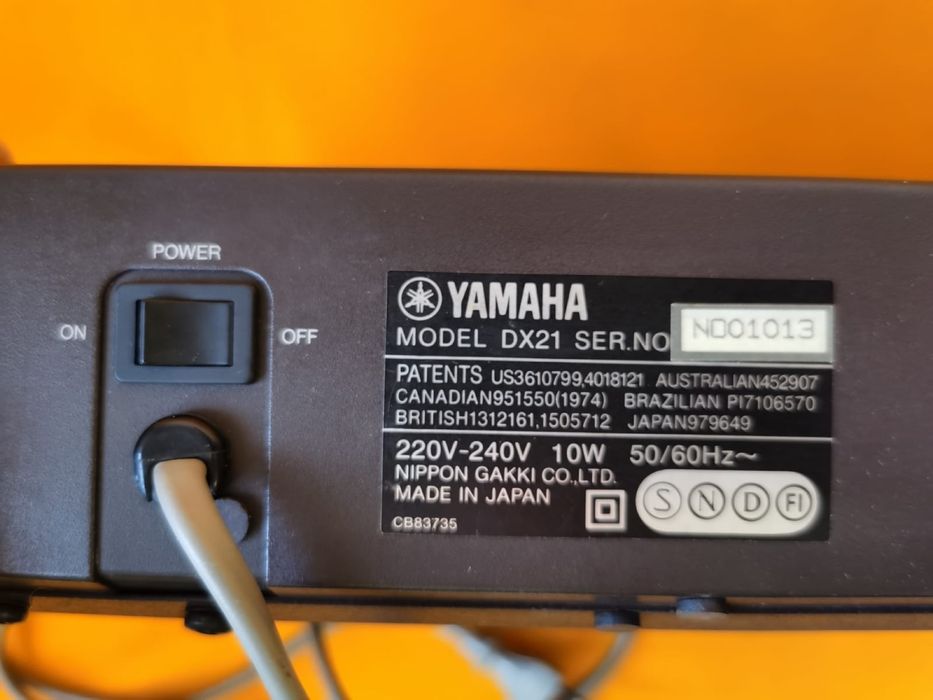 POWER
ON
OFF
YAMAHA
MODEL DX21 SER.NO N001013
PATENTS US3610799,4018121 AUSTRALIAN452907
CANADIAN951550(1974) BRAZILIAN PI7106570
BRITISH1312161,1505712 JAPAN979649
220V-240V 10W 50/60Hz~
NIPPON GAKKI CO.,LTD.
MADE IN JAPAN
S N D FI
CB83735